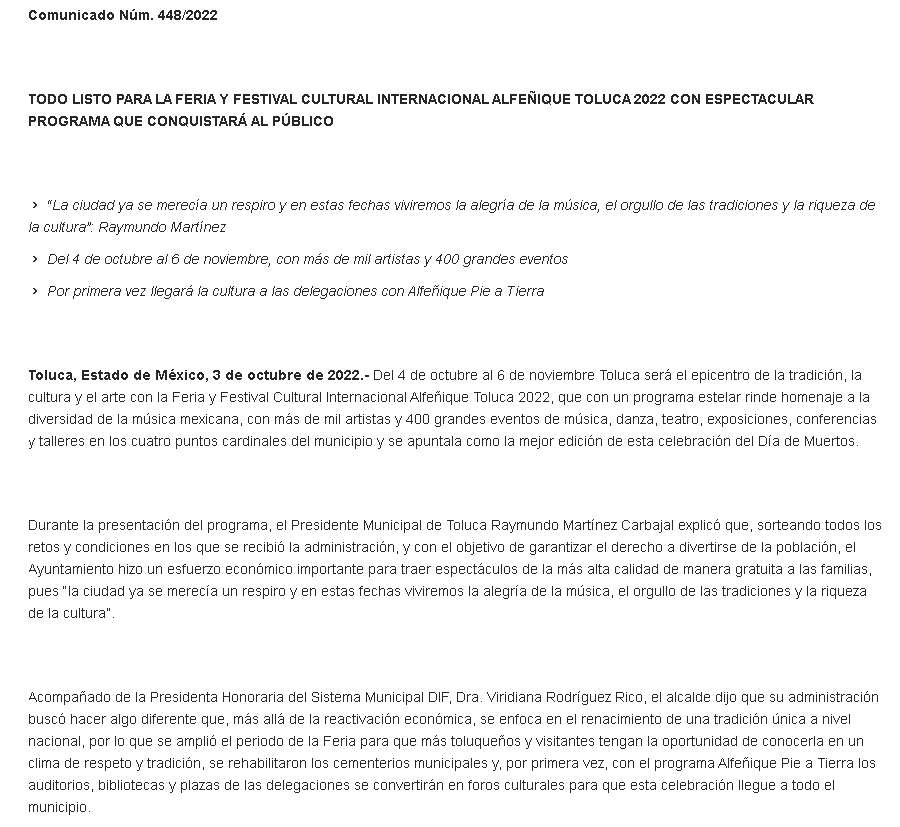 Comunicado Núm. 448/2022
TODO LISTO PARA LA FERIA Y FESTIVAL CULTURAL INTERNACIONAL ALFEÑIQUE TOLUCA 2022 CON ESPECTACULAR
PROGRAMA QUE CONQUISTARÁ AL PÚBLICO
› “La ciudad ya se merecía un respiro y en estas fechas viviremos la alegría de la música, el orgullo de las tradiciones y la riqueza de
la cultura”: Raymundo Martínez
› Del 4 de octubre al 6 de noviembre, con más de mil artistas y 400 grandes eventos
› Por primera vez llegará la cultura a las delegaciones con Alfeñique Pie a Tierra
Toluca, Estado de México, 3 de octubre de 2022.- Del 4 de octubre al 6 de noviembre Toluca será el epicentro de la tradición, la
cultura y el arte con la Feria y Festival Cultural Internacional Alfeñique Toluca 2022, que con un programa estelar rinde homenaje a la
diversidad de la música mexicana, con más de mil artistas y 400 grandes eventos de música, danza, teatro, exposiciones, conferencias
y talleres en los cuatro puntos cardinales del municipio y se apuntala como la mejor edición de esta celebración del Día de Muertos.
Durante la presentación del programa, el Presidente Municipal de Toluca Raymundo Martínez Carbajal explicó que, sorteando todos los
retos y condiciones en los que se recibió la administración, y con el objetivo de garantizar el derecho a divertirse de la población, el
Ayuntamiento hizo un esfuerzo económico importante para traer espectáculos de la más alta calidad de manera gratuita a las familias,
pues “la ciudad ya se merecía un respiro y en estas fechas viviremos la alegría de la música, el orgullo de las tradiciones y la riqueza
de la cultura”.
Acompañado de la Presidenta Honoraria del Sistema Municipal DIF, Dra. Viridiana Rodríguez Rico, el alcalde dijo que su administración
buscó hacer algo diferente que, más allá de la reactivación económica, se enfoca en el renacimiento de una tradición única a nivel
nacional, por lo que se amplió el periodo de la Feria para que más toluqueños y visitantes tengan la oportunidad de conocerla en un
clima de respeto y tradición, se rehabilitaron los cementerios municipales y, por primera vez, con el programa Alfeñique Pie a Tierra los
auditorios, bibliotecas y plazas de las delegaciones se convertirán en foros culturales para que esta celebración llegue a todo el
municipio.